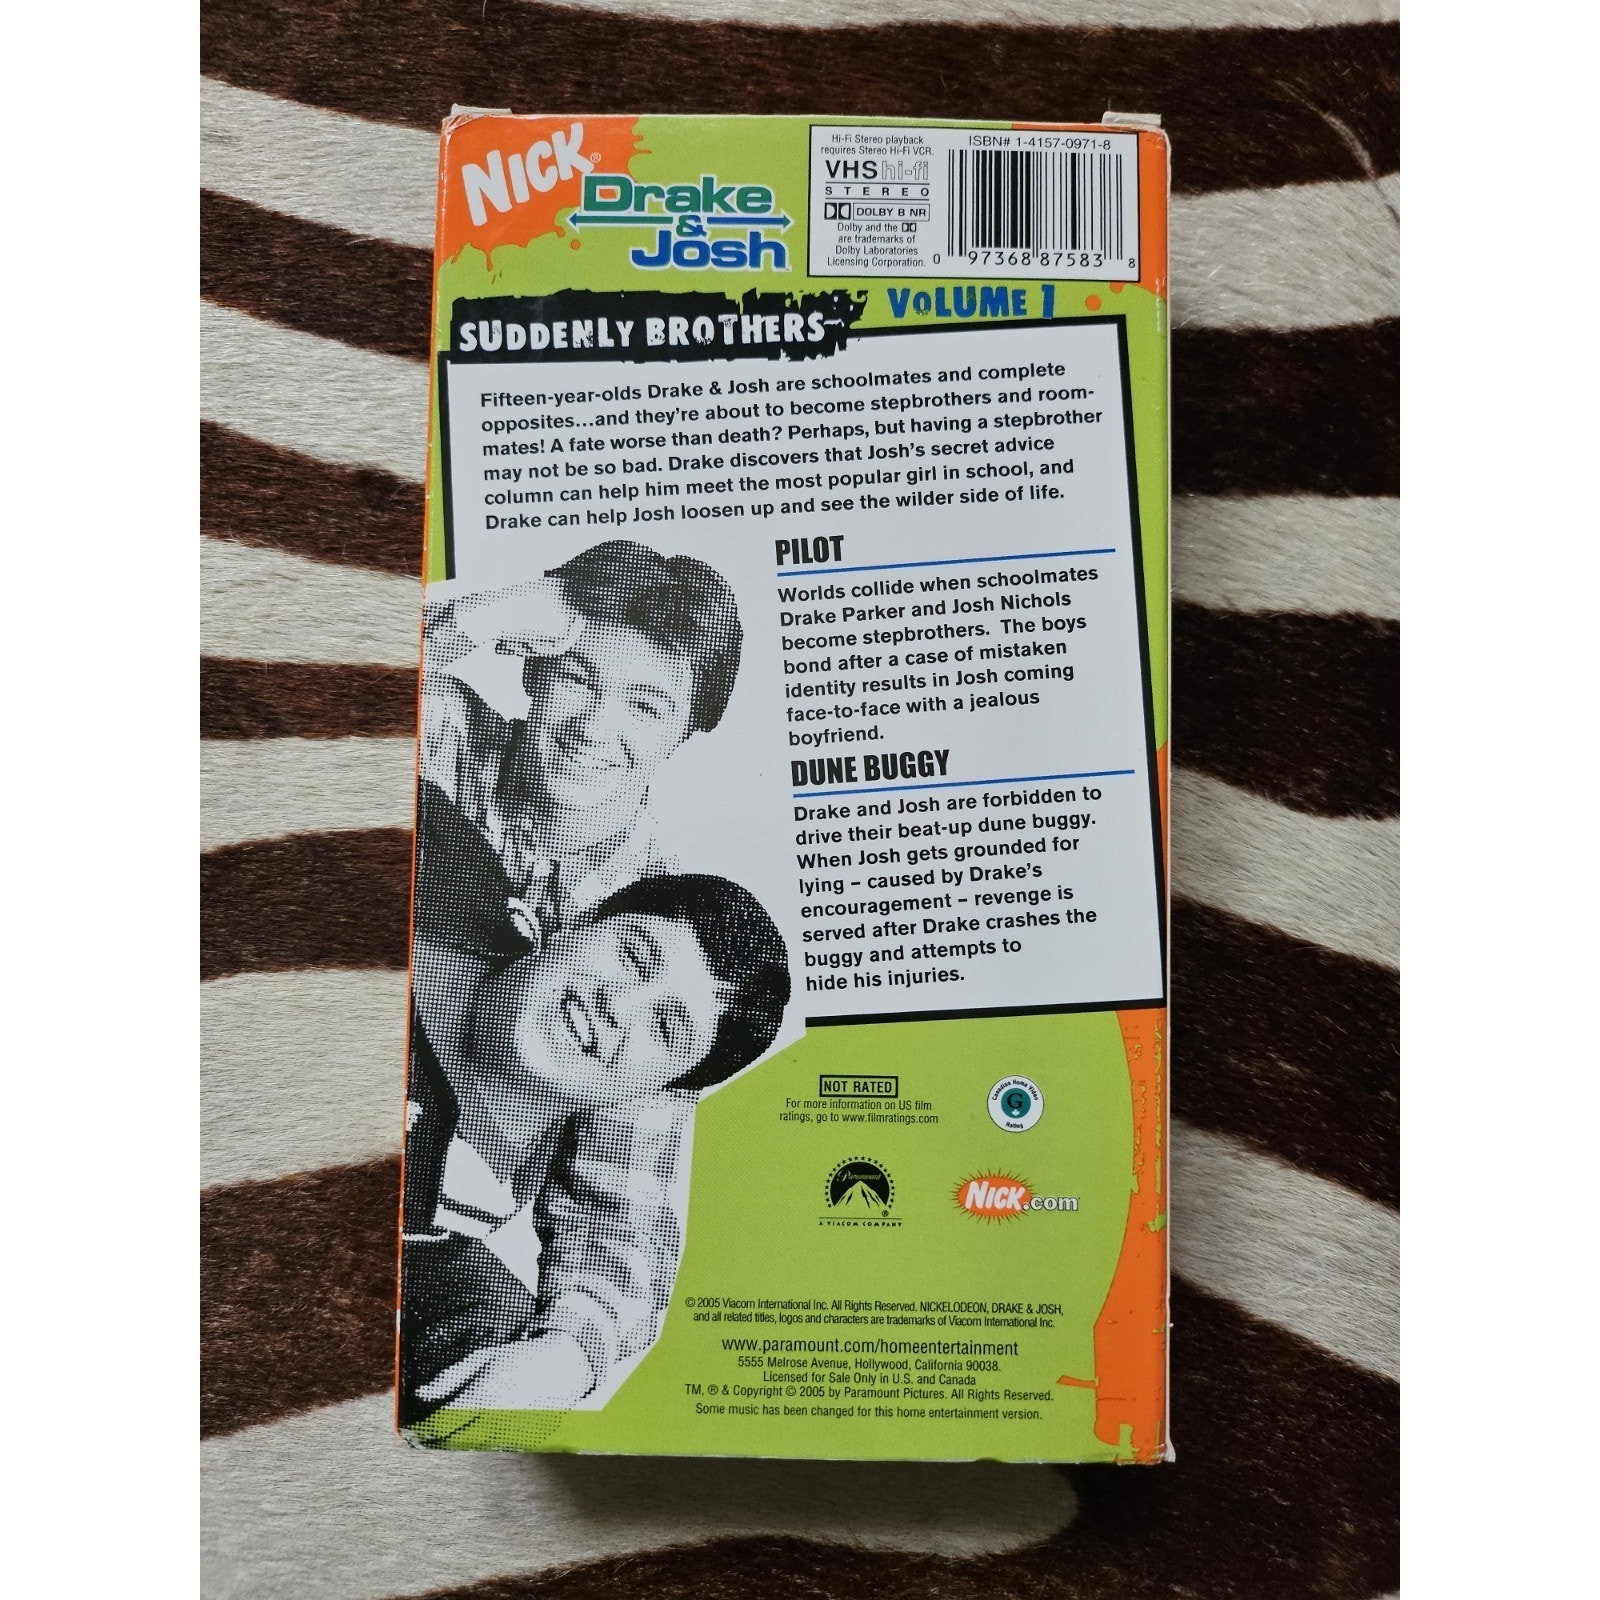 NICK®
Drake
&
Josh
Hi-Fi Stereo playback
requires Stereo Hi-Fi VCR.
VHS hi-fi
STEREO
DOLBY B NR
Dolby and the
are trademarks of
Dolby Laboratories
Licensing Corporation.
ISBN# 1-4157-0971-8
0 97368 87583 8
VOLUME 1
SUDDENLY BROTHERS
Fifteen-year-olds Drake & Josh are schoolmates and complete
opposites...and they're about to become stepbrothers and room-
mates! A fate worse than death? Perhaps, but having a stepbrother
may not be so bad. Drake discovers that Josh's secret advice
column can help him meet the most popular girl in school, and
Drake can help Josh loosen up and see the wilder side of life.
PILOT
Worlds collide when schoolmates
Drake Parker and Josh Nichols
become stepbrothers. The boys
bond after a case of mistaken
identity results in Josh coming
face-to-face with a jealous
boyfriend.
DUNE BUGGY
Drake and Josh are forbidden to
drive their beat-up dune buggy.
When Josh gets grounded for
lying – caused by Drake's
encouragement – revenge is
served after Drake crashes the
buggy and attempts to
hide his injuries.
NOT RATED
For more information on US film
ratings, go to www.filmratings.com
Canadian Home Video
G
Rating
Paramount
®
A VIACOM COMPANY
NICK.com
© 2005 Viacom International Inc. All Rights Reserved. NICKELODEON, DRAKE & JOSH,
and all related titles, logos and characters are trademarks of Viacom International Inc.
www.paramount.com/homeentertainment
5555 Melrose Avenue, Hollywood, California 90038.
Licensed for Sale Only in U.S. and Canada
TM, ® & Copyright © 2005 by Paramount Pictures. All Rights Reserved.
Some music has been changed for this home entertainment version.